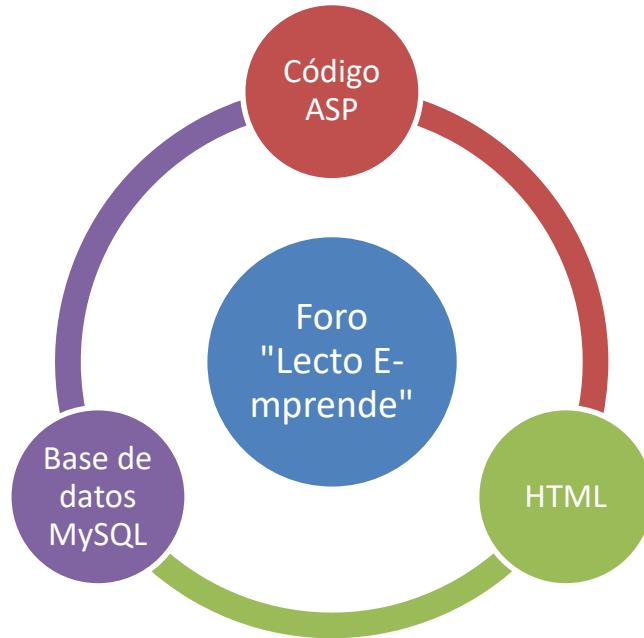 Código
ASP
Foro
"Lecto E-
mprende"
Base de
datos
MySQL
HTML